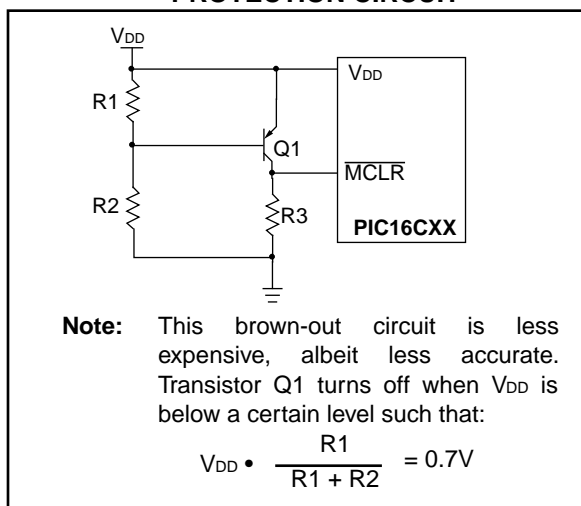 PROTECTION CIRCUIT
VDD
VDD
R1
Q1
MCLR
R2
R3
PIC16CXX
Note: This brown-out circuit is less
expensive, albeit less accurate.
Transistor Q1 turns off when VDD is
below a certain level such that:
VDD • R1 / R1 + R2 = 0.7V